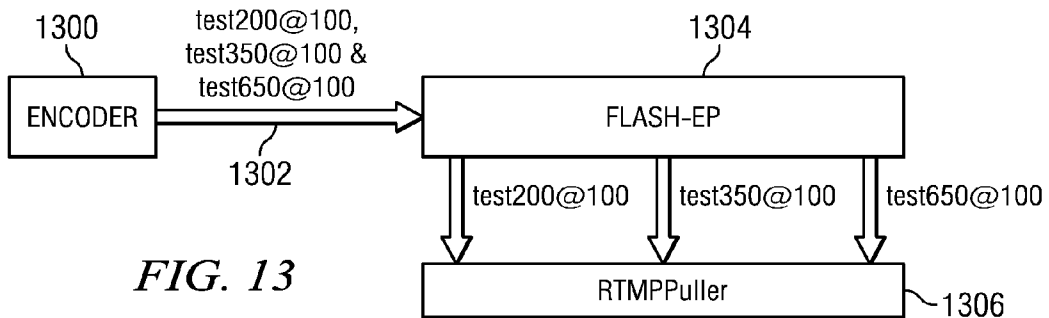 1300
test200@100,
test350@100 &
test650@100
1304
ENCODER
FLASH-EP
1302
test200@100
test350@100
test650@100
FIG. 13
RTMPPuller
1306